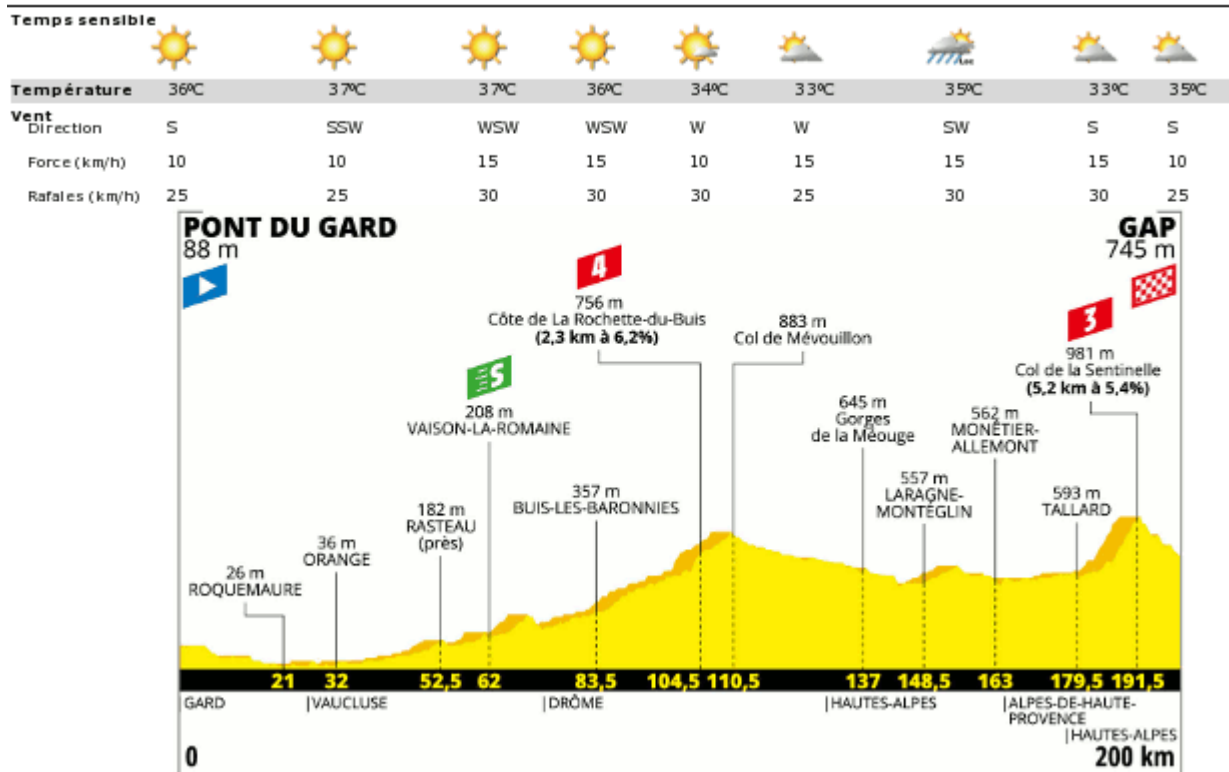 Temps sensible
Loc
Température 36ºC 37ºC 37ºC 36ºC 34ºC 33ºC 35ºC 33ºC 35ºC
Vent
Direction S SSW WSW WSW W W SW S S
Force (km/h) 10 10 15 15 10 15 15 15 10
Rafales (km/h) 25 25 30 30 30 25 30 30 25
PONT DU GARD
88 m
GAP
745 m
4
756 m
Côte de La Rochette-du-Buis
(2,3 km à 6,2%)
883 m
Col de Mévouillon
3
981 m
Col de la Sentinelle
(5,2 km à 5,4%)
S
208 m
VAISON-LA-ROMAINE
645 m
Gorges
de la Méouge
562 m
MONÊTIER-
ALLEMONT
357 m
BUIS-LES-BARONNIES
557 m
LARAGNE-
MONTÉGLIN
593 m
TALLARD
182 m
RASTEAU
(près)
36 m
ORANGE
26 m
ROQUEMAURE
21 32 52,5 62 83,5 104,5 110,5 137 148,5 163 179,5 191,5
|GARD |VAUCLUSE |DRÔME |HAUTES-ALPES |ALPES-DE-HAUTE-
PROVENCE
|HAUTES-ALPES
0 200 km